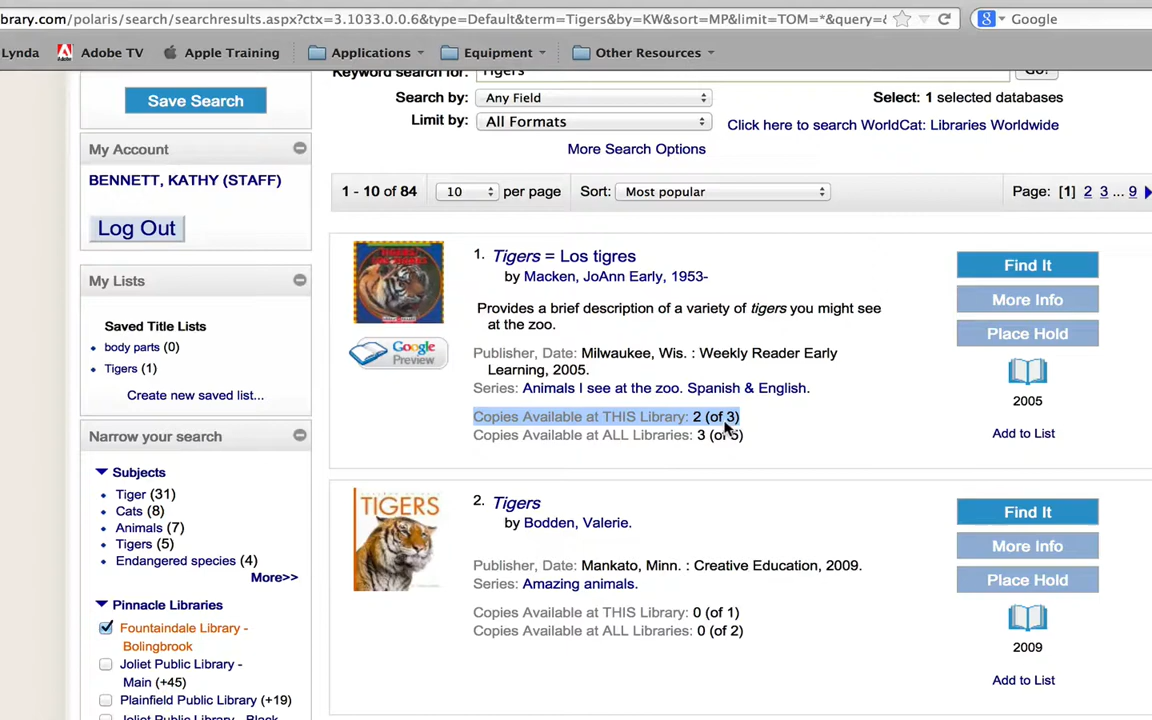 ibrary.com/polaris/search/searchresults.aspx?ctx=3.1033.0.0.6&type=Default&term=Tigers&by=KW&sort=MP&limit=TOM=*&query=&
Google
Lynda Adobe TV Apple Training Applications Equipment Other Resources
Keyword search for: Tigers Go!
Save Search
Search by: Any Field Select: 1 selected databases
Limit by: All Formats Click here to search WorldCat: Libraries Worldwide
More Search Options
My Account
BENNETT, KATHY (STAFF)
Log Out
1 - 10 of 84 10 per page Sort: Most popular Page: [1] 2 3 ... 9
My Lists
Saved Title Lists
body parts (0)
Tigers (1)
Create new saved list...
Narrow your search
Subjects
Tiger (31)
Cats (8)
Animals (7)
Tigers (5)
Endangered species (4)
More>>
Pinnacle Libraries
Fountaindale Library -
Bolingbrook
Joliet Public Library -
Main (+45)
Plainfield Public Library (+19)
Joliet Public Library - Black
1. Tigers = Los tigres
by Macken, JoAnn Early, 1953-
Provides a brief description of a variety of tigers you might see
at the zoo.
Google
Preview
Publisher, Date: Milwaukee, Wis. : Weekly Reader Early
Learning, 2005.
Series: Animals I see at the zoo. Spanish & English.
Copies Available at THIS Library: 2 (of 3)
Copies Available at ALL Libraries: 3 (of 5)
Find It
More Info
Place Hold
2005
Add to List
TIGERS
2. Tigers
by Bodden, Valerie.
Publisher, Date: Mankato, Minn. : Creative Education, 2009.
Series: Amazing animals.
Copies Available at THIS Library: 0 (of 1)
Copies Available at ALL Libraries: 0 (of 2)
Find It
More Info
Place Hold
2009
Add to List